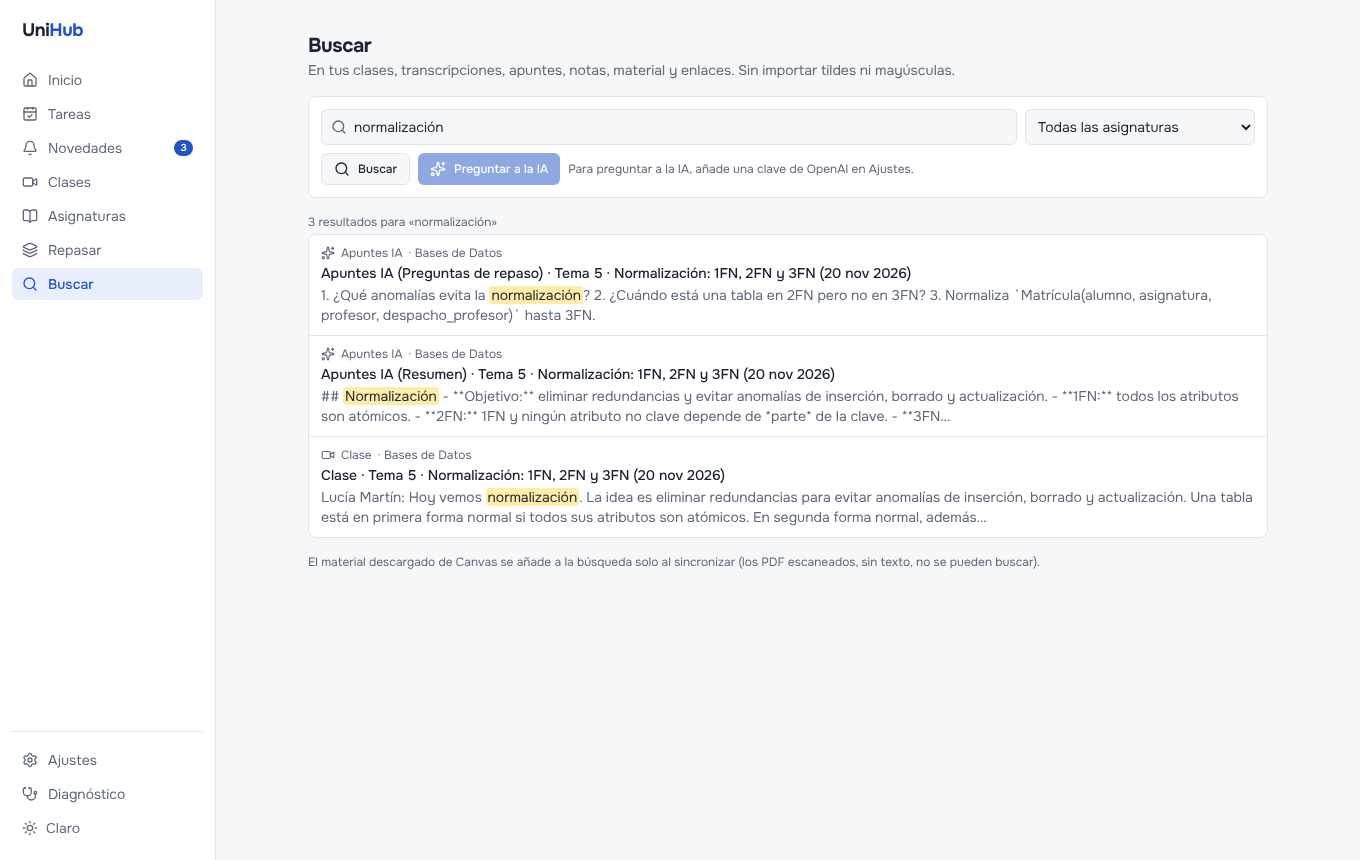 UniHub
Inicio
Tareas
Novedades 3
Clases
Asignaturas
Repasar
Buscar
Ajustes
Diagnóstico
Claro
Buscar
En tus clases, transcripciones, apuntes, notas, material y enlaces. Sin importar tildes ni mayúsculas.
normalización
Todas las asignaturas
Buscar
Preguntar a la IA
Para preguntar a la IA, añade una clave de OpenAI en Ajustes.
3 resultados para «normalización»
Apuntes IA · Bases de Datos
Apuntes IA (Preguntas de repaso) · Tema 5 · Normalización: 1FN, 2FN y 3FN (20 nov 2026)
1. ¿Qué anomalías evita la normalización? 2. ¿Cuándo está una tabla en 2FN pero no en 3FN? 3. Normaliza `Matrícula(alumno, asignatura,
profesor, despacho_profesor)` hasta 3FN.
Apuntes IA · Bases de Datos
Apuntes IA (Resumen) · Tema 5 · Normalización: 1FN, 2FN y 3FN (20 nov 2026)
## Normalización - **Objetivo:** eliminar redundancias y evitar anomalías de inserción, borrado y actualización. - **1FN:** todos los atributos
son atómicos. - **2FN:** 1FN y ningún atributo no clave depende de *parte* de la clave. - **3FN…
Clase · Bases de Datos
Clase · Tema 5 · Normalización: 1FN, 2FN y 3FN (20 nov 2026)
Lucía Martín: Hoy vemos normalización. La idea es eliminar redundancias para evitar anomalías de inserción, borrado y actualización. Una tabla
está en primera forma normal si todos sus atributos son atómicos. En segunda forma normal, además…
El material descargado de Canvas se añade a la búsqueda solo al sincronizar (los PDF escaneados, sin texto, no se pueden buscar).